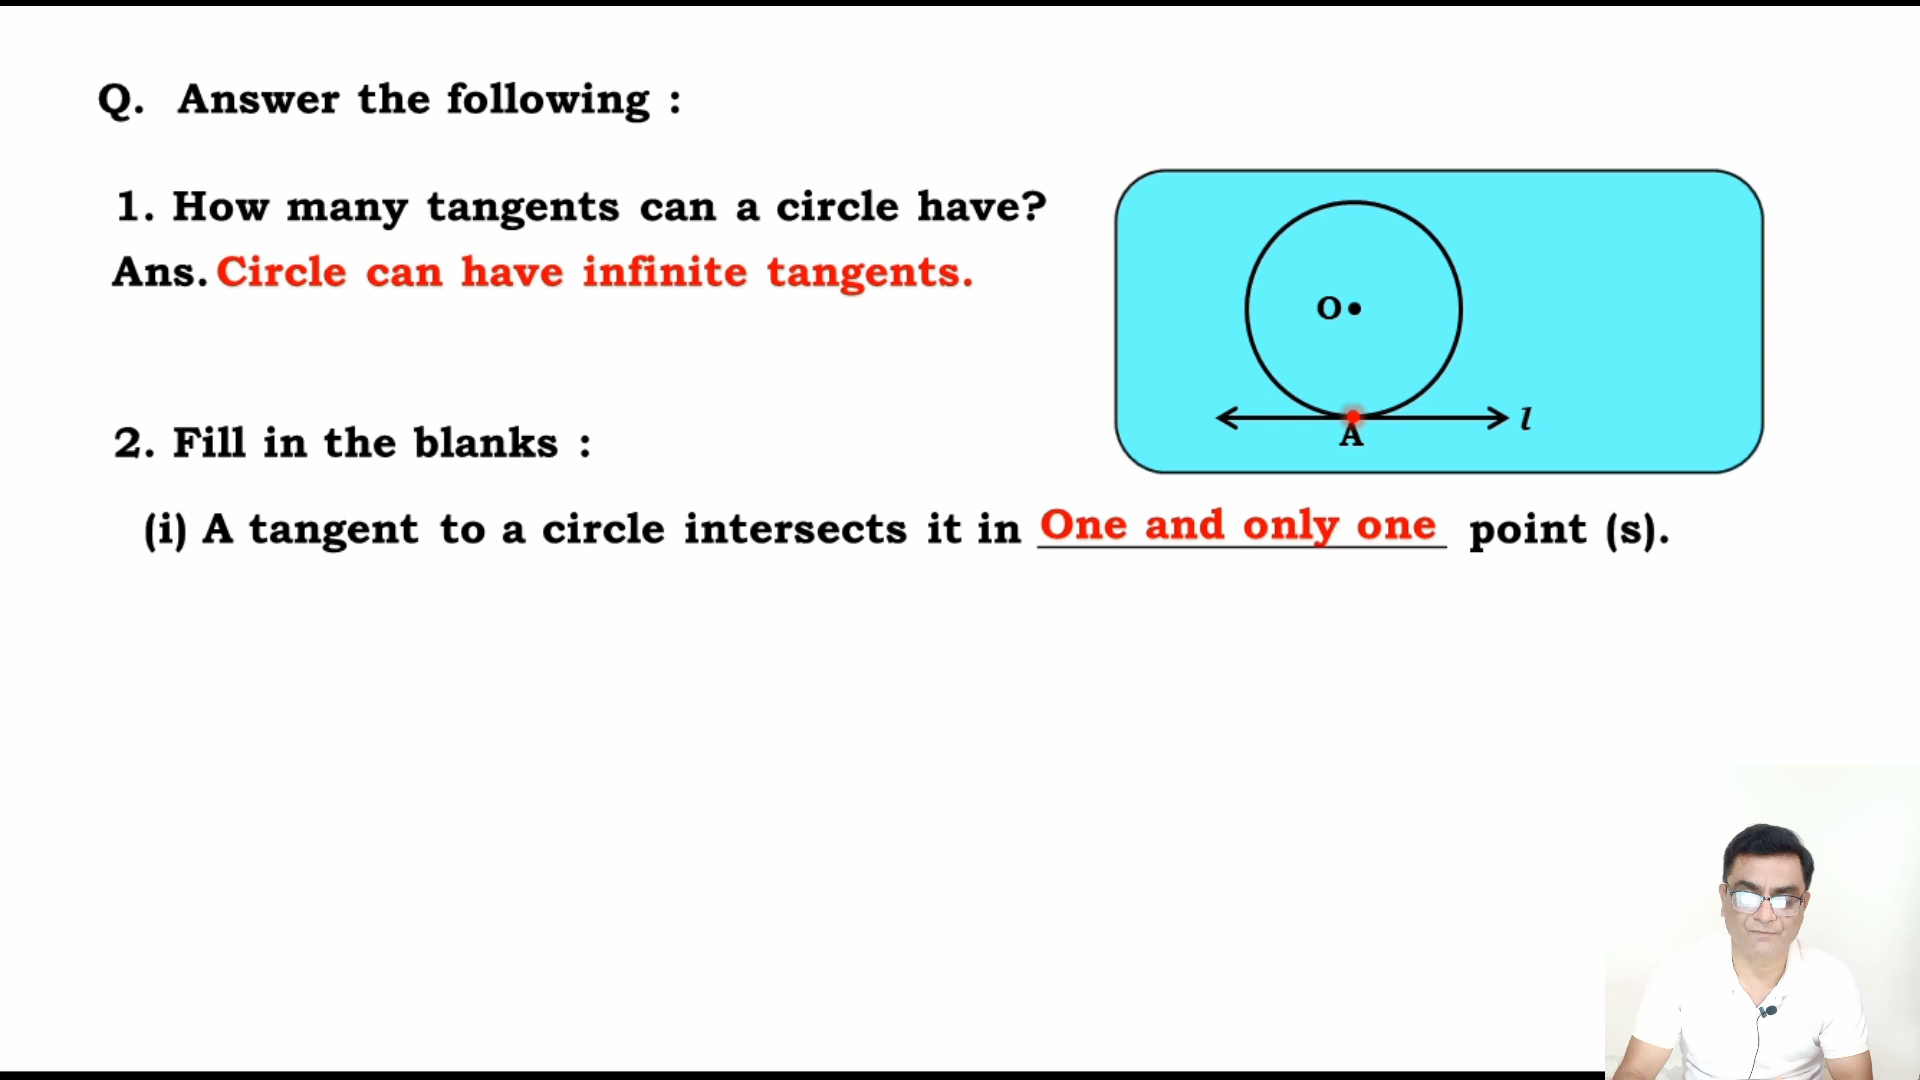 Q. Answer the following :
1. How many tangents can a circle have?
Ans. Circle can have infinite tangents.
O
l
A
2. Fill in the blanks :
(i) A tangent to a circle intersects it in One and only one point (s).